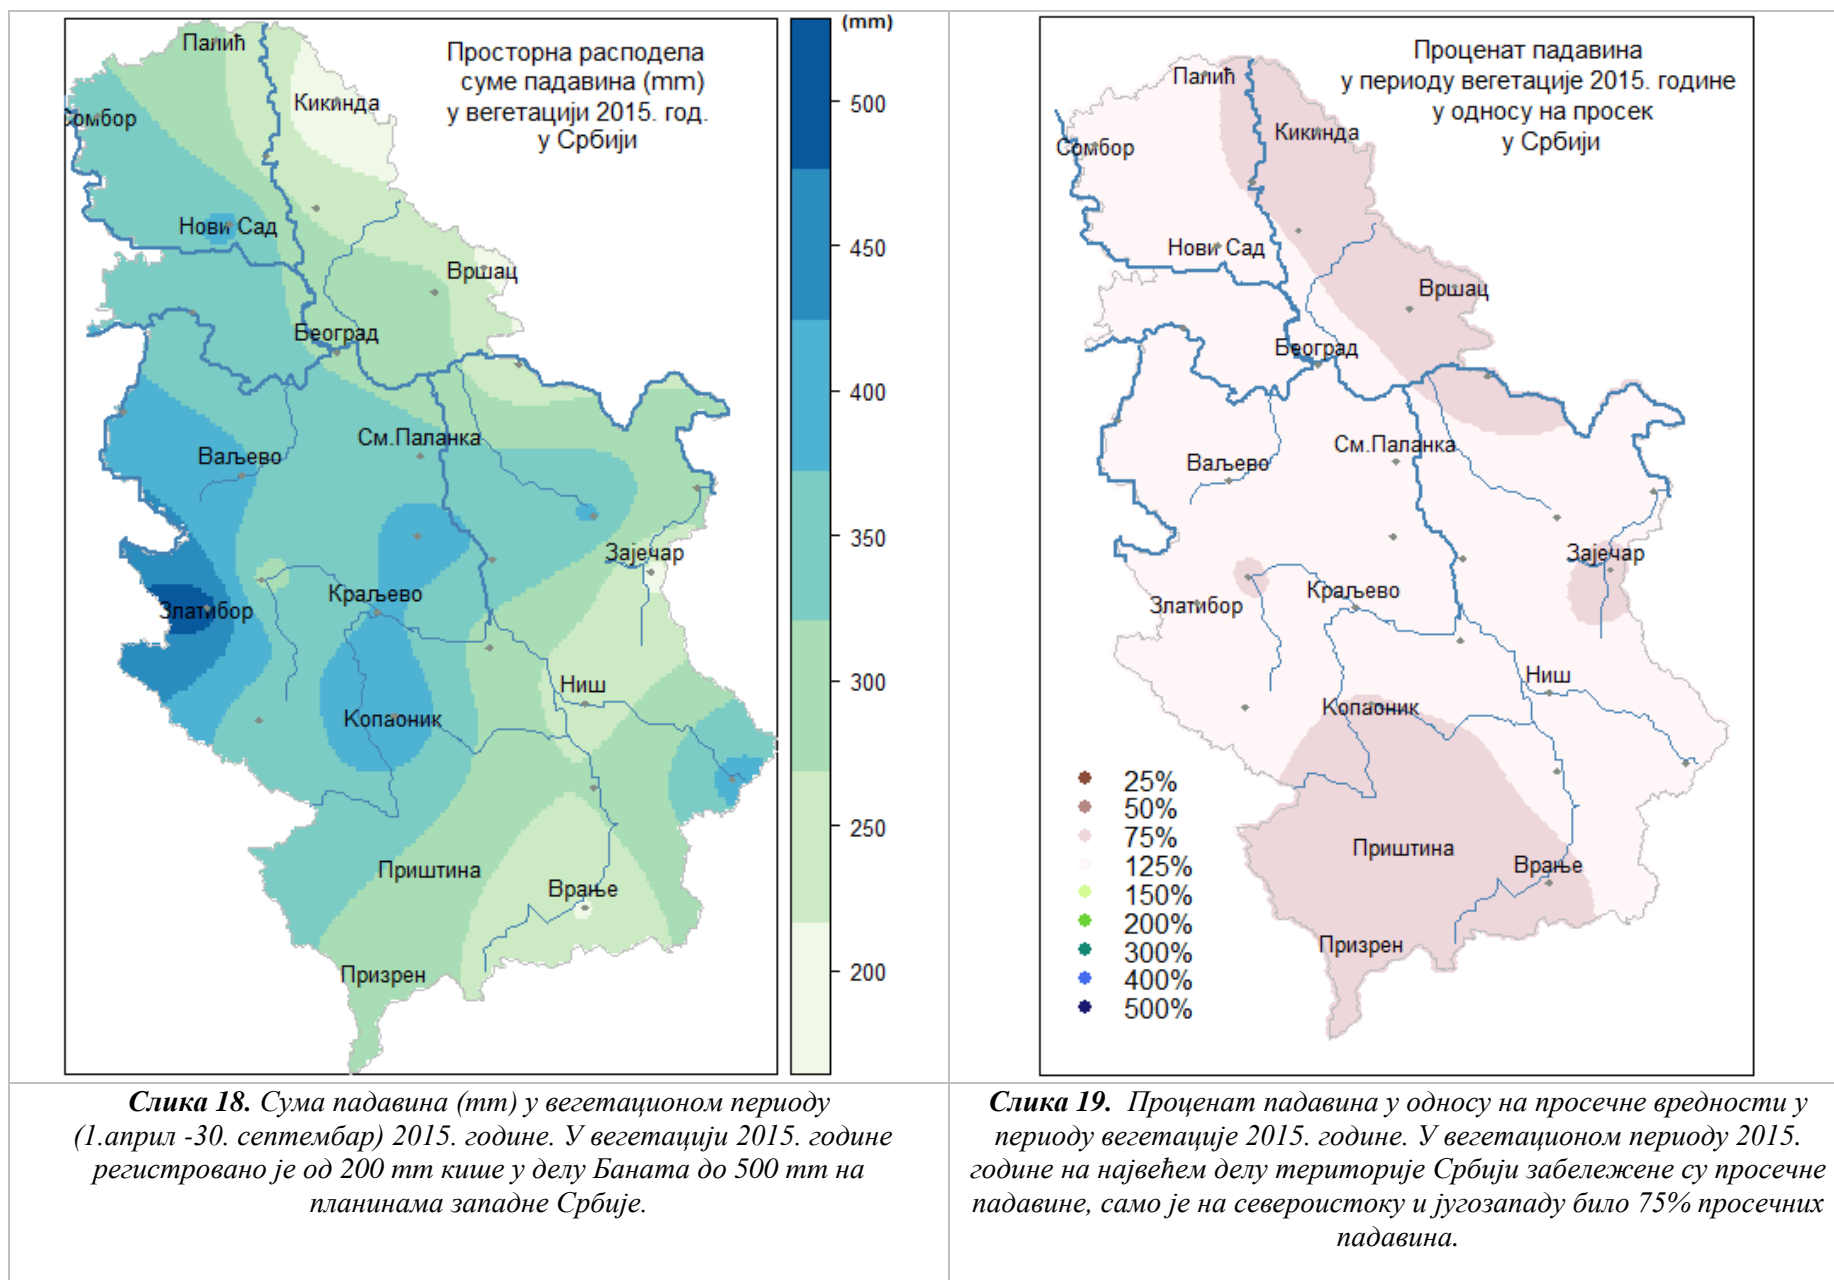 Просторна расподела
суме падавина (mm)
у вегетацији 2015. год.
у Србији
Палић
Кикинда
Сомбор
Нови Сад
Вршац
Београд
См.Паланка
Ваљево
Зајечар
Златибор
Краљево
Ниш
Копаоник
Приштина
Врање
Призрен
(mm)
500
450
400
350
300
250
200
Проценат падавина
у периоду вегетације 2015. године
у односу на просек
у Србији
Палић
Кикинда
Сомбор
Нови Сад
Вршац
Београд
См.Паланка
Ваљево
Зајечар
Златибор
Краљево
Ниш
Копаоник
Приштина
Врање
Призрен
25%
50%
75%
125%
150%
200%
300%
400%
500%
Слика 18. Сума падавина (mm) у вегетационом периоду
(1.април -30. септембар) 2015. године. У вегетацији 2015. године
регистровано је од 200 mm кише у делу Баната до 500 mm на
планинама западне Србије.
Слика 19. Проценат падавина у односу на просечне вредности у
периоду вегетације 2015. године. У вегетационом периоду 2015.
године на највећем делу територије Србији забележене су просечне
падавине, само је на североистоку и југозападу било 75% просечних
падавина.